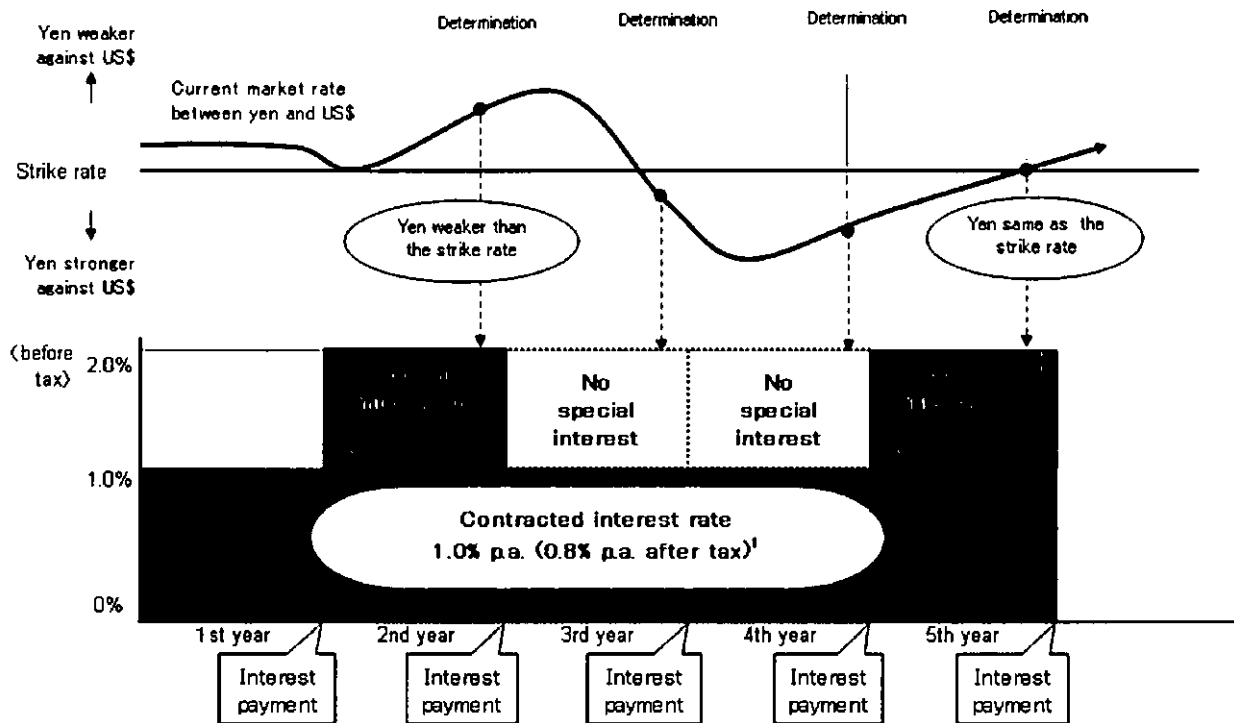 Determination
Determination
Determination
Determination
Yen weaker
against US$
Current market rate
between yen and US$
Strike rate
Yen weaker than
the strike rate
Yen same as the
strike rate
Yen stronger
against US$
(before
tax)
2.0%
No
special
interest
No
special
interest
1.0%
Contracted interest rate
1.0% p.a. (0.8% p.a. after tax)¹
0%
1st year
2nd year
3rd year
4th year
5th year
Interest
payment
Interest
payment
Interest
payment
Interest
payment
Interest
payment